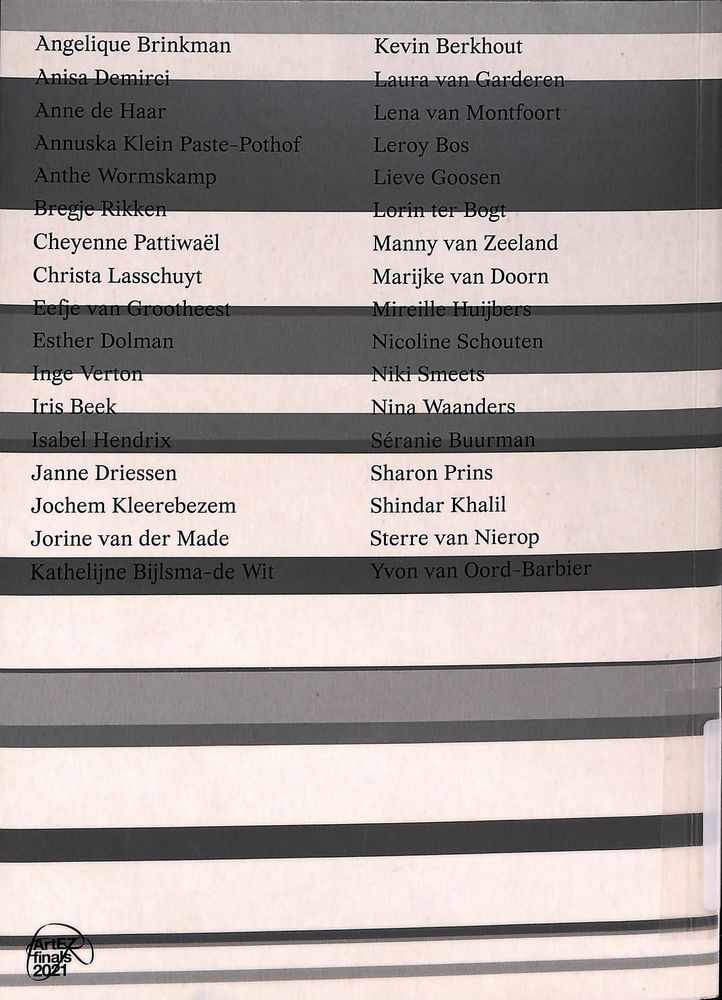 Angelique Brinkman
Anisa Demirci
Anne de Haar
Annuska Klein Paste-Pothof
Anthe Wormskamp
Bregje Rikken
Cheyenne Pattiwaël
Christa Lasschuyt
Eefje van Grootheest
Esther Dolman
Inge Verton
Iris Beek
Isabel Hendrix
Janne Driessen
Jochem Kleerebezem
Jorine van der Made
Kathelijne Bijlsma-de Wit
Kevin Berkhout
Laura van Garderen
Lena van Montfoort
Leroy Bos
Lieve Goosen
Lorin ter Bogt
Manny van Zeeland
Marijke van Doorn
Mireille Huijbers
Nicoline Schouten
Niki Smeets
Nina Waanders
Séranie Buurman
Sharon Prins
Shindar Khalil
Sterre van Nierop
Yvon van Oord-Barbier
ArtEZ
finals
2021